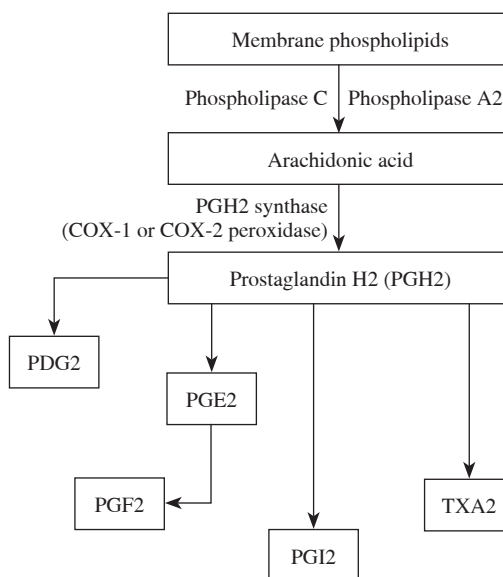 Membrane phospholipids
Phospholipase C Phospholipase A2
Arachidonic acid
PGH2 synthase
(COX-1 or COX-2 peroxidase)
Prostaglandin H2 (PGH2)
PDG2
PGE2
PGF2
TXA2
PGI2